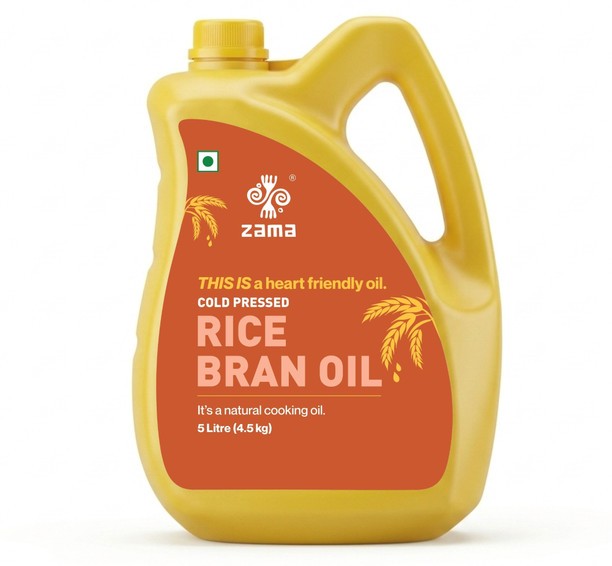 ®
zama
THIS IS a heart friendly oil.
COLD PRESSED
RICE
BRAN OIL
It's a natural cooking oil.
5 Litre (4.5 kg)